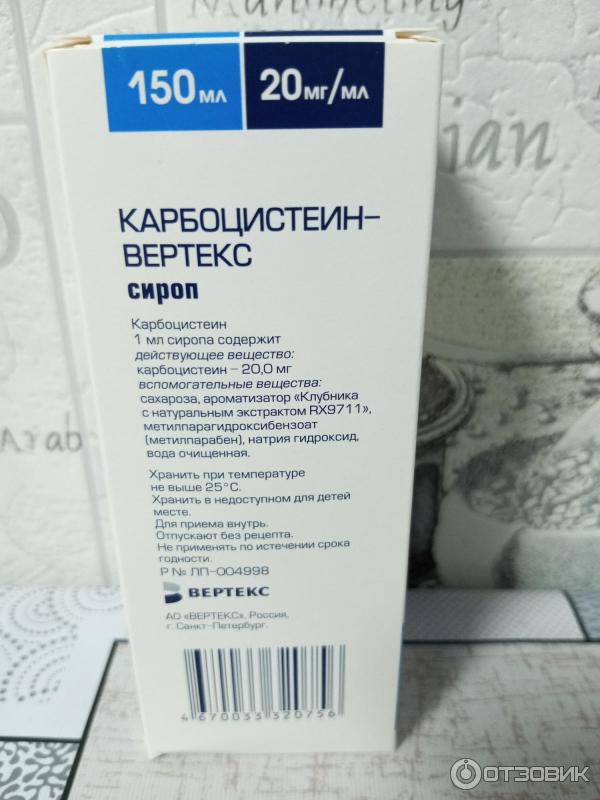 Marketing
150 мл
20 мг/мл
КАРБОЦИСТЕИН-
ВЕРТЕКС
сироп
Карбоцистеин
1 мл сиропа содержит
действующее вещество:
карбоцистеин – 20,0 мг
вспомогательные вещества:
сахароза, ароматизатор «Клубника
с натуральным экстрактом RX9711»,
метилпарагидроксибензоат
(метилпарабен), натрия гидроксид,
вода очищенная.
Хранить при температуре
не выше 25°С.
Хранить в недоступном для детей
месте.
Для приема внутрь.
Отпускают без рецепта.
Не применять по истечении срока
годности.
Р № ЛП-004998
ВЕРТЕКС
АО «ВЕРТЕКС», Россия,
г. Санкт-Петербург.
4 670033 320756
Arab
ОТЗОВИК